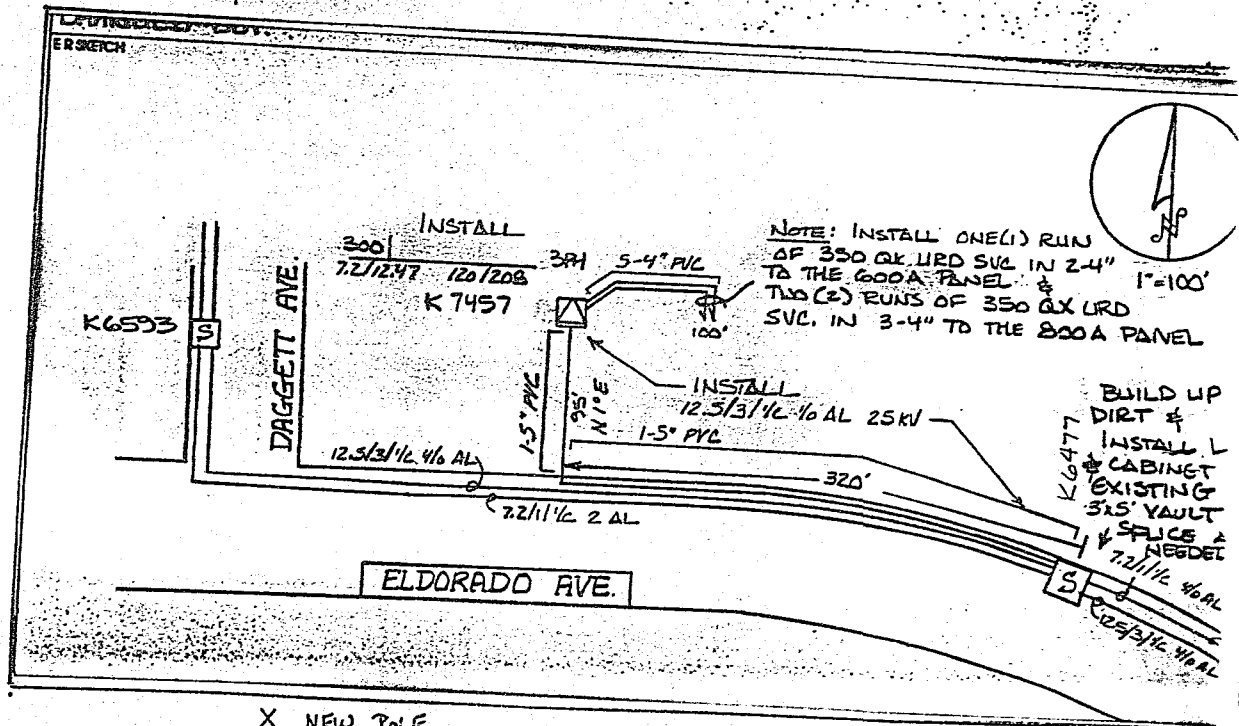 ER SKETCH
INSTALL
300
7.2/12.47 120/208
3PH
K 7457
5-4" PVC
100'
NOTE: INSTALL ONE(1) RUN
OF 350 QX URD SVC IN 2-4"
TO THE 600A PANEL &
TWO (2) RUNS OF 350 QX URD
SVC. IN 3-4" TO THE 800A PANEL
N
1"=100'
K6593
S
DAGGETT AVE.
1-5" PVC
95'
N 1° E
INSTALL
12.5/3/1/C 4/0 AL 25KV
1-5" PVC
320'
12.5/3/1/C 4/0 AL
7.2/1/1/C 2 AL
K6477
BUILD UP
DIRT &
INSTALL L
CABINET
EXISTING
3x5' VAULT
SPLICE
NEEDED
S
7.2/1/1/C 4/0 AL
12.5/3/1/C 4/0 AL
ELDORADO AVE.
X NEW POLE